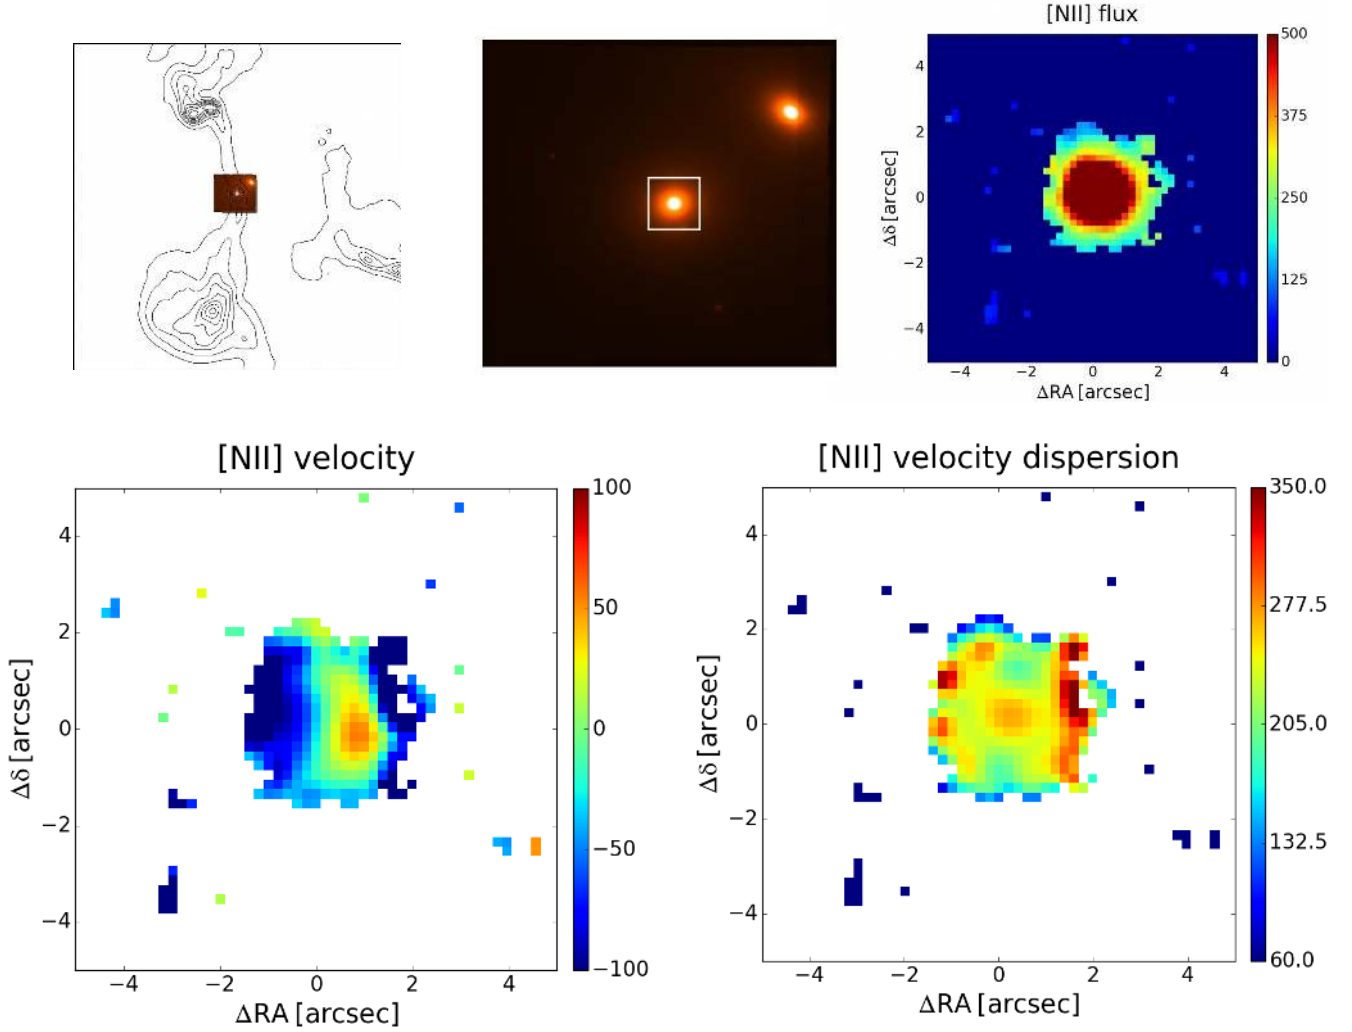 [NII] flux
500
375
250
125
0
4
2
0
−2
−4
Δδ [arcsec]
−4 −2 0 2 4
ΔRA [arcsec]
[NII] velocity
100
50
0
−50
−100
4
2
0
−2
−4
Δδ [arcsec]
−4 −2 0 2 4
ΔRA [arcsec]
[NII] velocity dispersion
350.0
277.5
205.0
132.5
60.0
4
2
0
−2
−4
Δδ [arcsec]
−4 −2 0 2 4
ΔRA [arcsec]